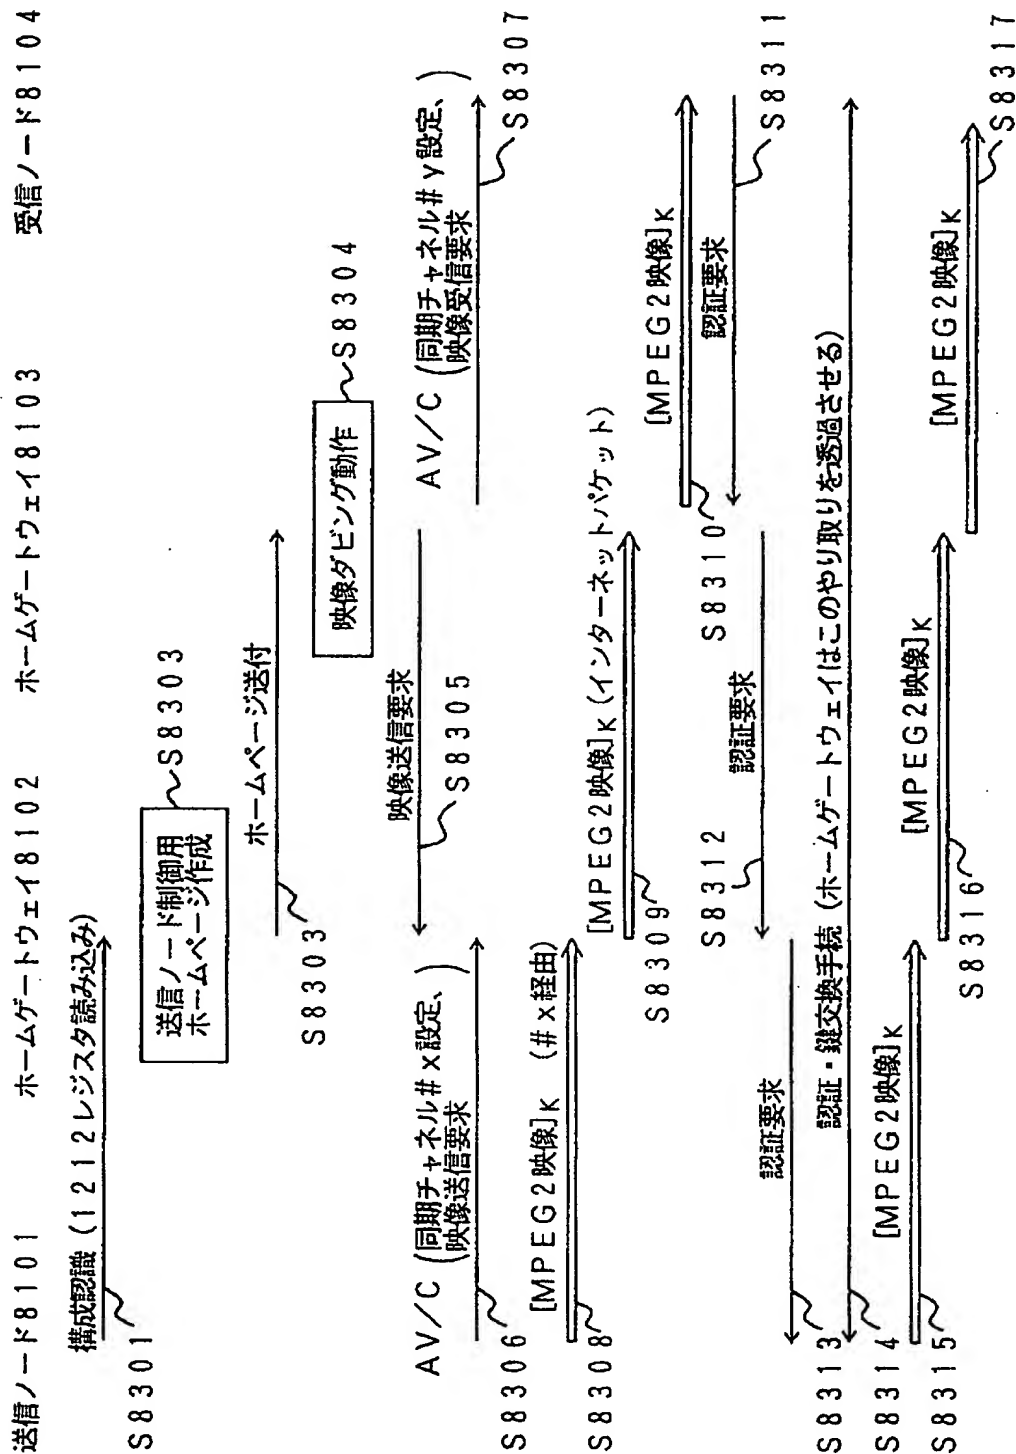 送信ノード8101
ホームゲートウェイ8102
ホームゲートウェイ8103
受信ノード8104
構成認識(1212レジスタ読み込み)
S8301
送信ノード制御用
ホームページ作成
S8303
ホームページ送付
S8303
映像ダビング動作
S8304
映像送信要求
S8305
AV/C(同期チャネル#x設定、
映像送信要求)
S8306
AV/C(同期チャネル#y設定、
映像受信要求)
S8307
[MPEG2映像]K (#x経由)
S8308
[MPEG2映像]K(インターネットパケット)
S8309
[MPEG2映像]K
S8310
認証要求
S8311
認証要求
S8312
認証要求
S8313
認証・鍵交換手続(ホームゲートウェイはこのやり取りを透過させる)
S8314
[MPEG2映像]K
S8315
[MPEG2映像]K
S8316
[MPEG2映像]K
S8317